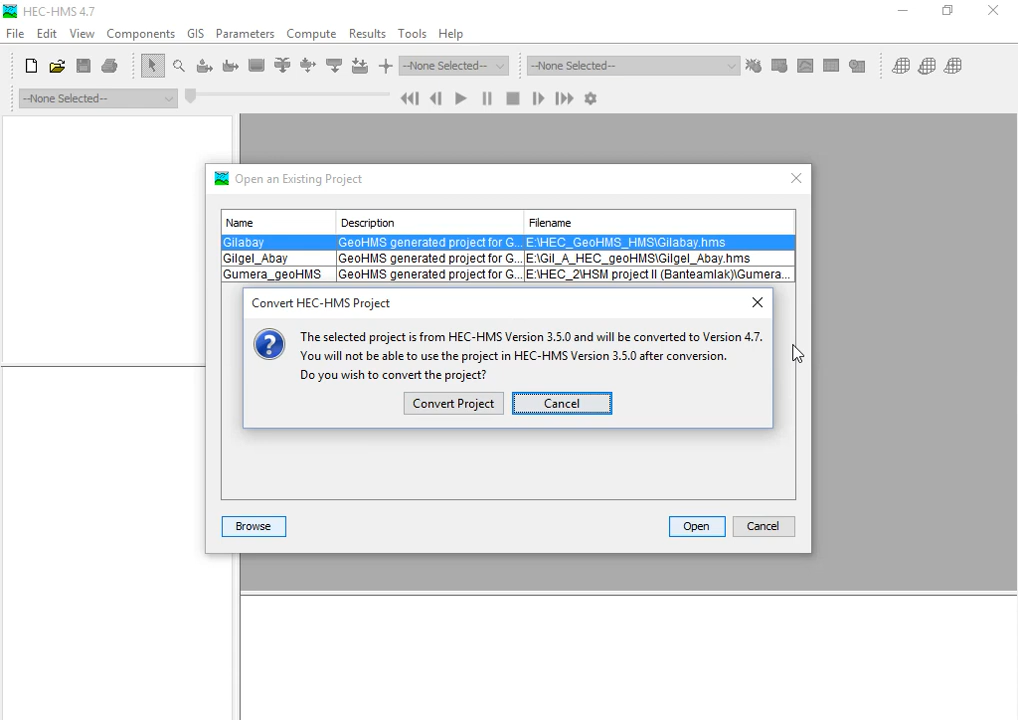 HEC-HMS 4.7
File Edit View Components GIS Parameters Compute Results Tools Help
--None Selected-- --None Selected--
--None Selected--
Open an Existing Project
Name Description Filename
Gilabay GeoHMS generated project for G... E:\HEC_GeoHMS_HMS\Gilabay.hms
Gilgel_Abay GeoHMS generated project for G... E:\Gil_A_HEC_geoHMS\Gilgel_Abay.hms
Gumera_geoHMS GeoHMS generated project for G... E:\HEC_2\HSM project II (Banteamlak)\Gumera...
Convert HEC-HMS Project
The selected project is from HEC-HMS Version 3.5.0 and will be converted to Version 4.7.
You will not be able to use the project in HEC-HMS Version 3.5.0 after conversion.
Do you wish to convert the project?
Convert Project Cancel
Browse Open Cancel